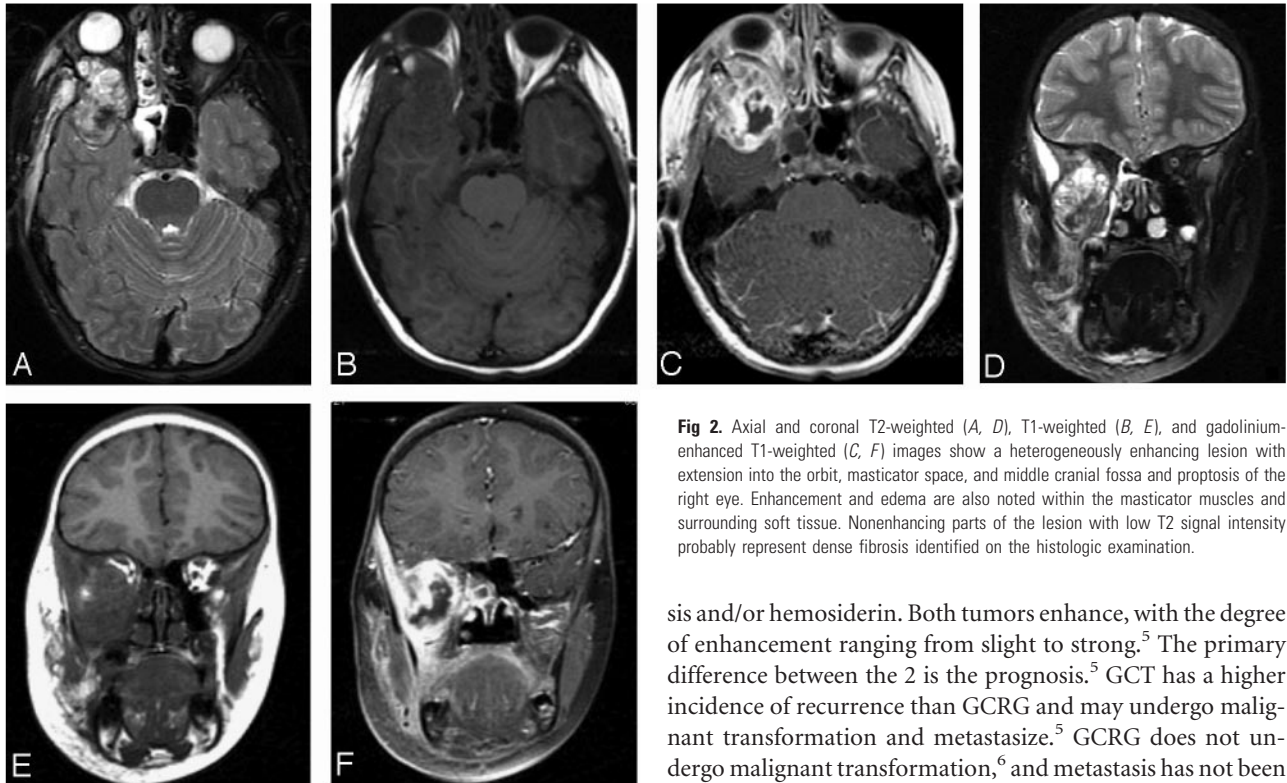 A
B
C
D
E
F
Fig 2. Axial and coronal T2-weighted (A, D), T1-weighted (B, E), and gadolinium-
enhanced T1-weighted (C, F) images show a heterogeneously enhancing lesion with
extension into the orbit, masticator space, and middle cranial fossa and proptosis of the
right eye. Enhancement and edema are also noted within the masticator muscles and
surrounding soft tissue. Nonenhancing parts of the lesion with low T2 signal intensity
probably represent dense fibrosis identified on the histologic examination.
sis and/or hemosiderin. Both tumors enhance, with the degree
of enhancement ranging from slight to strong.5 The primary
difference between the 2 is the prognosis.5 GCT has a higher
incidence of recurrence than GCRG and may undergo malig-
nant transformation and metastasize.5 GCRG does not un-
dergo malignant transformation,6 and metastasis has not been